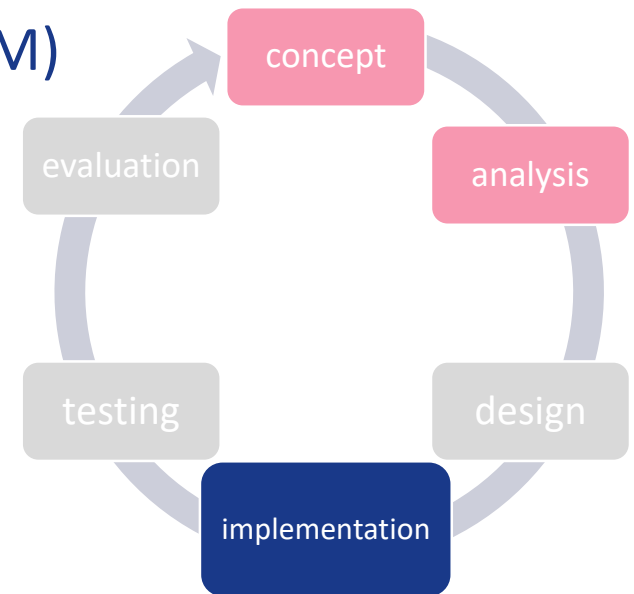 M)
concept
analysis
design
implementation
testing
evaluation